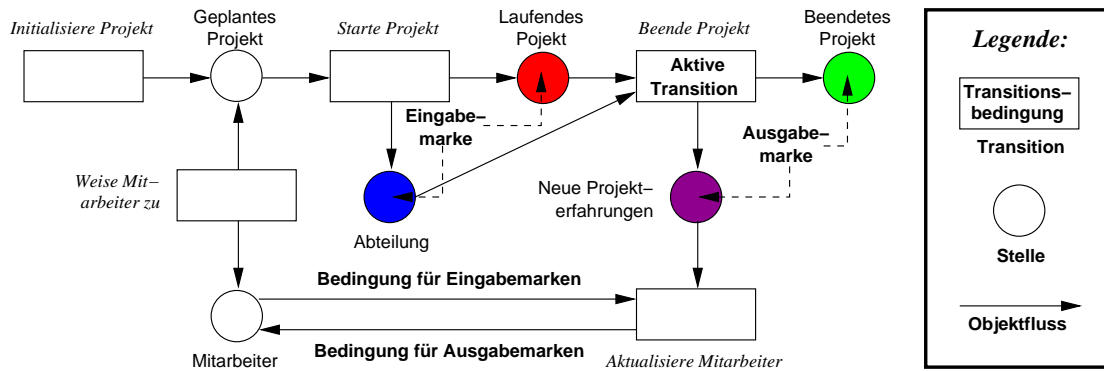 Initialisiere Projekt
Geplantes
Projekt
Starte Projekt
Laufendes
Pojekt
Beende Projekt
Beendetes
Projekt
Aktive
Transition
Eingabe–
marke
Ausgabe–
marke
Weise Mit–
arbeiter zu
Abteilung
Neue Projekt–
erfahrungen
Bedingung für Eingabemarken
Bedingung für Ausgabemarken
Mitarbeiter
Aktualisiere Mitarbeiter
Legende:
Transitions–
bedingung
Transition
Stelle
Objektfluss